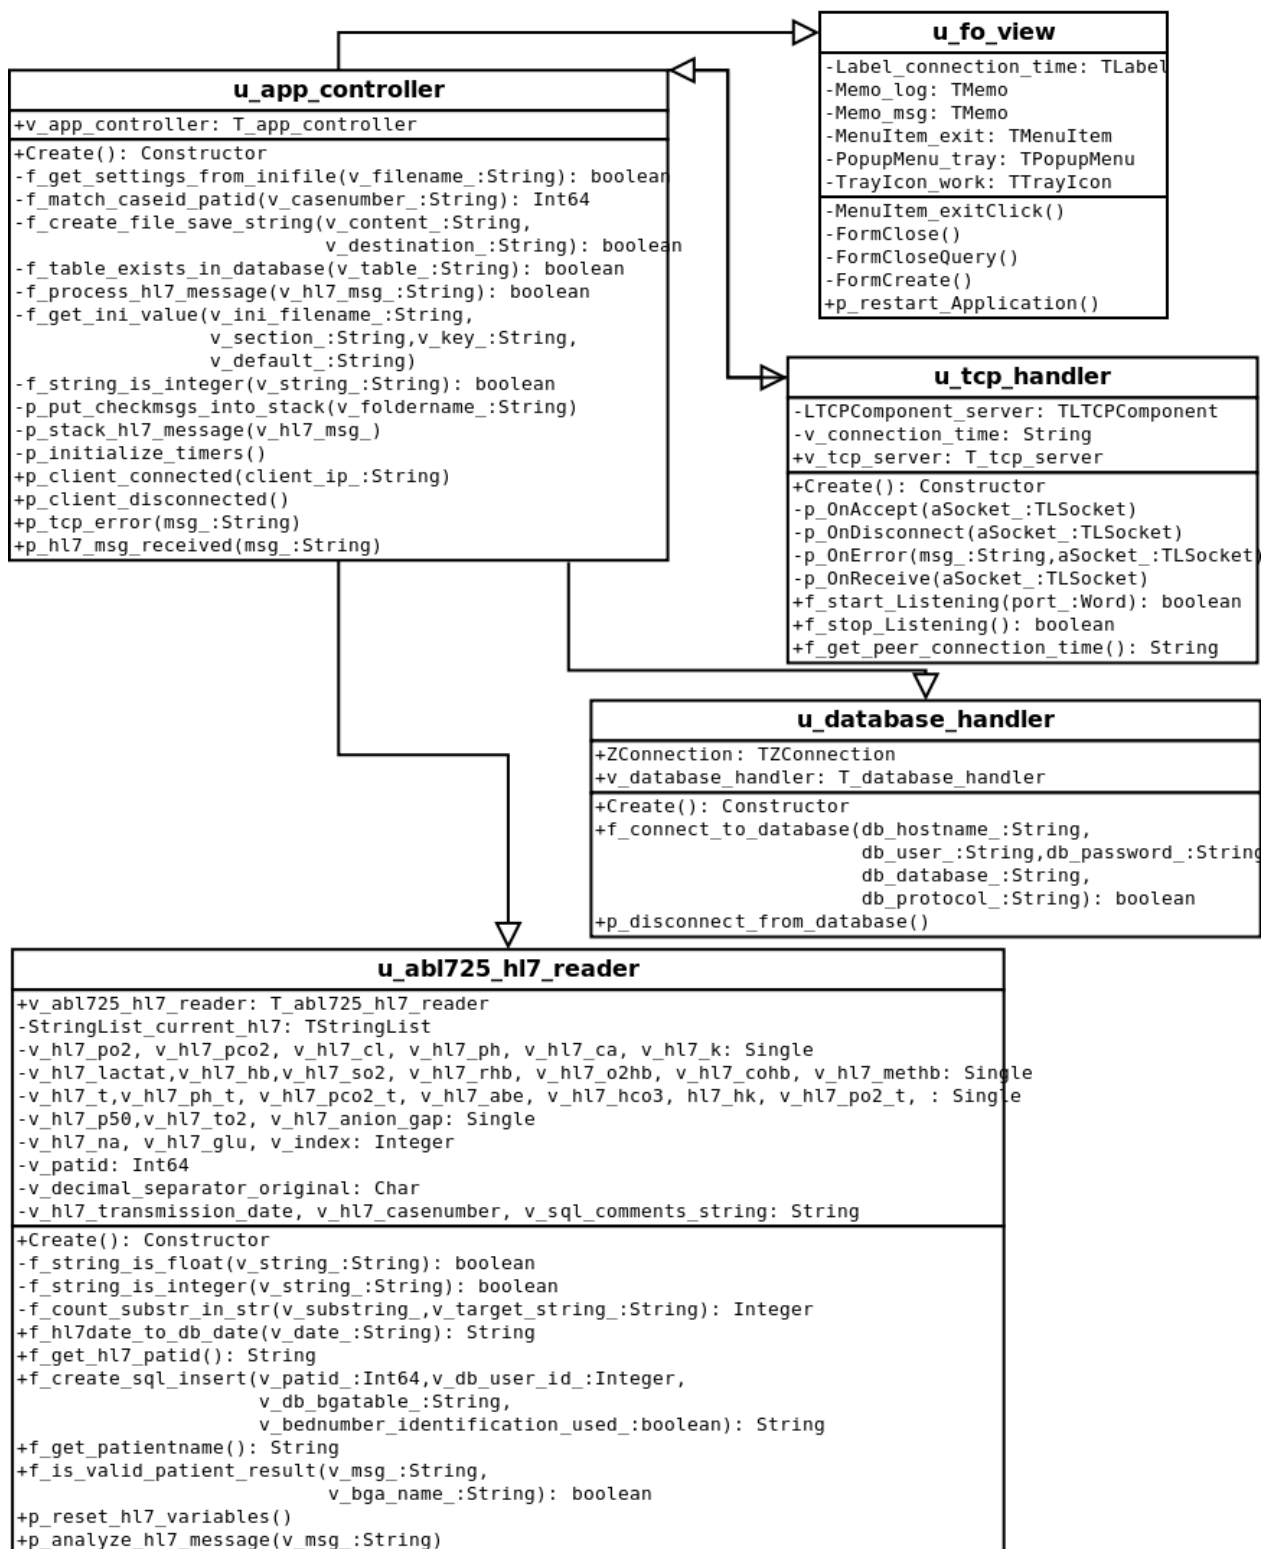 u_fo_view
-Label_connection_time: TLabel
-Memo_log: TMemo
-Memo_msg: TMemo
-MenuItem_exit: TMenuItem
-PopupMenu_tray: TPopupMenu
-TrayIcon_work: TTrayIcon
-MenuItem_exitClick()
-FormClose()
-FormCloseQuery()
-FormCreate()
+p_restart_Application()
u_app_controller
+v_app_controller: T_app_controller
+Create(): Constructor
-f_get_settings_from_inifile(v_filename_:String): boolean
-f_match_caseid_patid(v_casenumber_:String): Int64
-f_create_file_save_string(v_content_:String,
v_destination_:String): boolean
-f_table_exists_in_database(v_table_:String): boolean
-f_process_hl7_message(v_hl7_msg_:String): boolean
-f_get_ini_value(v_ini_filename_:String,
v_section_:String,v_key_:String,
v_default_:String)
-f_string_is_integer(v_string_:String): boolean
-p_put_checkmsgs_into_stack(v_foldername_:String)
-p_stack_hl7_message(v_hl7_msg_)
-p_initialize_timers()
+p_client_connected(client_ip_:String)
+p_client_disconnected()
+p_tcp_error(msg_:String)
+p_hl7_msg_received(msg_:String)
u_tcp_handler
-LTCPComponent_server: TLTCPComponent
-v_connection_time: String
+v_tcp_server: T_tcp_server
+Create(): Constructor
-p_OnAccept(aSocket_:TLSocket)
-p_OnDisconnect(aSocket_:TLSocket)
-p_OnError(msg_:String,aSocket_:TLSocket)
-p_OnReceive(aSocket_:TLSocket)
+f_start_Listening(port_:Word): boolean
+f_stop_Listening(): boolean
+f_get_peer_connection_time(): String
u_database_handler
+ZConnection: TZConnection
+v_database_handler: T_database_handler
+Create(): Constructor
+f_connect_to_database(db_hostname_:String,
db_user_:String,db_password_:String
db_database_:String,
db_protocol_:String): boolean
+p_disconnect_from_database()
u_abl725_hl7_reader
+v_abl725_hl7_reader: T_abl725_hl7_reader
-StringList_current_hl7: TStringList
-v_hl7_po2, v_hl7_pco2, v_hl7_cl, v_hl7_ph, v_hl7_ca, v_hl7_k: Single
-v_hl7_lactat,v_hl7_hb,v_hl7_so2, v_hl7_rhb, v_hl7_o2hb, v_hl7_cohb, v_hl7_methb: Single
-v_hl7_t,v_hl7_ph_t, v_hl7_pco2_t, v_hl7_abe, v_hl7_hco3, hl7_hk, v_hl7_po2_t, : Single
-v_hl7_p50,v_hl7_to2, v_hl7_anion_gap: Single
-v_hl7_na, v_hl7_glu, v_index: Integer
-v_patid: Int64
-v_decimal_separator_original: Char
-v_hl7_transmission_date, v_hl7_casenumber, v_sql_comments_string: String
+Create(): Constructor
-f_string_is_float(v_string_:String): boolean
-f_string_is_integer(v_string_:String): boolean
-f_count_substr_in_str(v_substring_,v_target_string_:String): Integer
+f_hl7date_to_db_date(v_date_:String): String
+f_get_hl7_patid(): String
+f_create_sql_insert(v_patid_:Int64,v_db_user_id_:Integer,
v_db_bgatable_:String,
v_bednumber_identification_used_:boolean): String
+f_get_patientname(): String
+f_is_valid_patient_result(v_msg_:String,
v_bga_name_:String): boolean
+p_reset_hl7_variables()
+p_analyze_hl7_message(v_msg_:String)